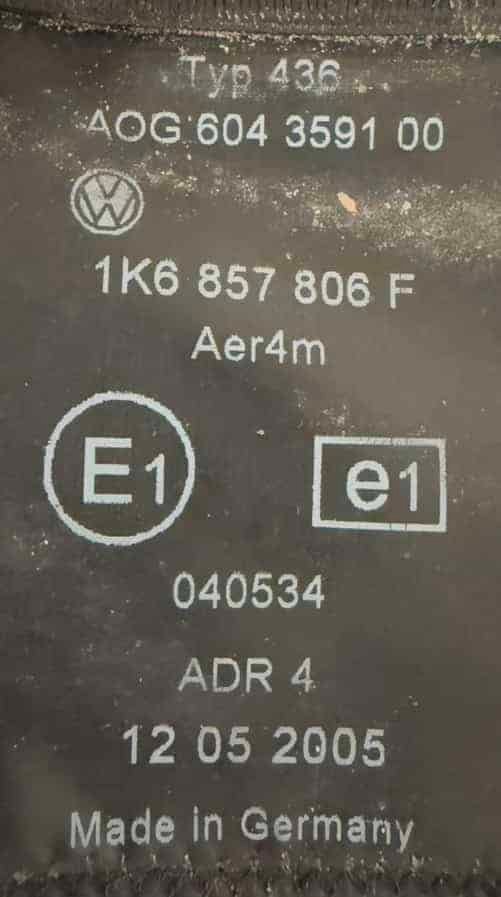 Typ 436
AOG 604 3591 00
VW
1K6 857 806 F
Aer4m
E1 e1
040534
ADR 4
12 05 2005
Made in Germany